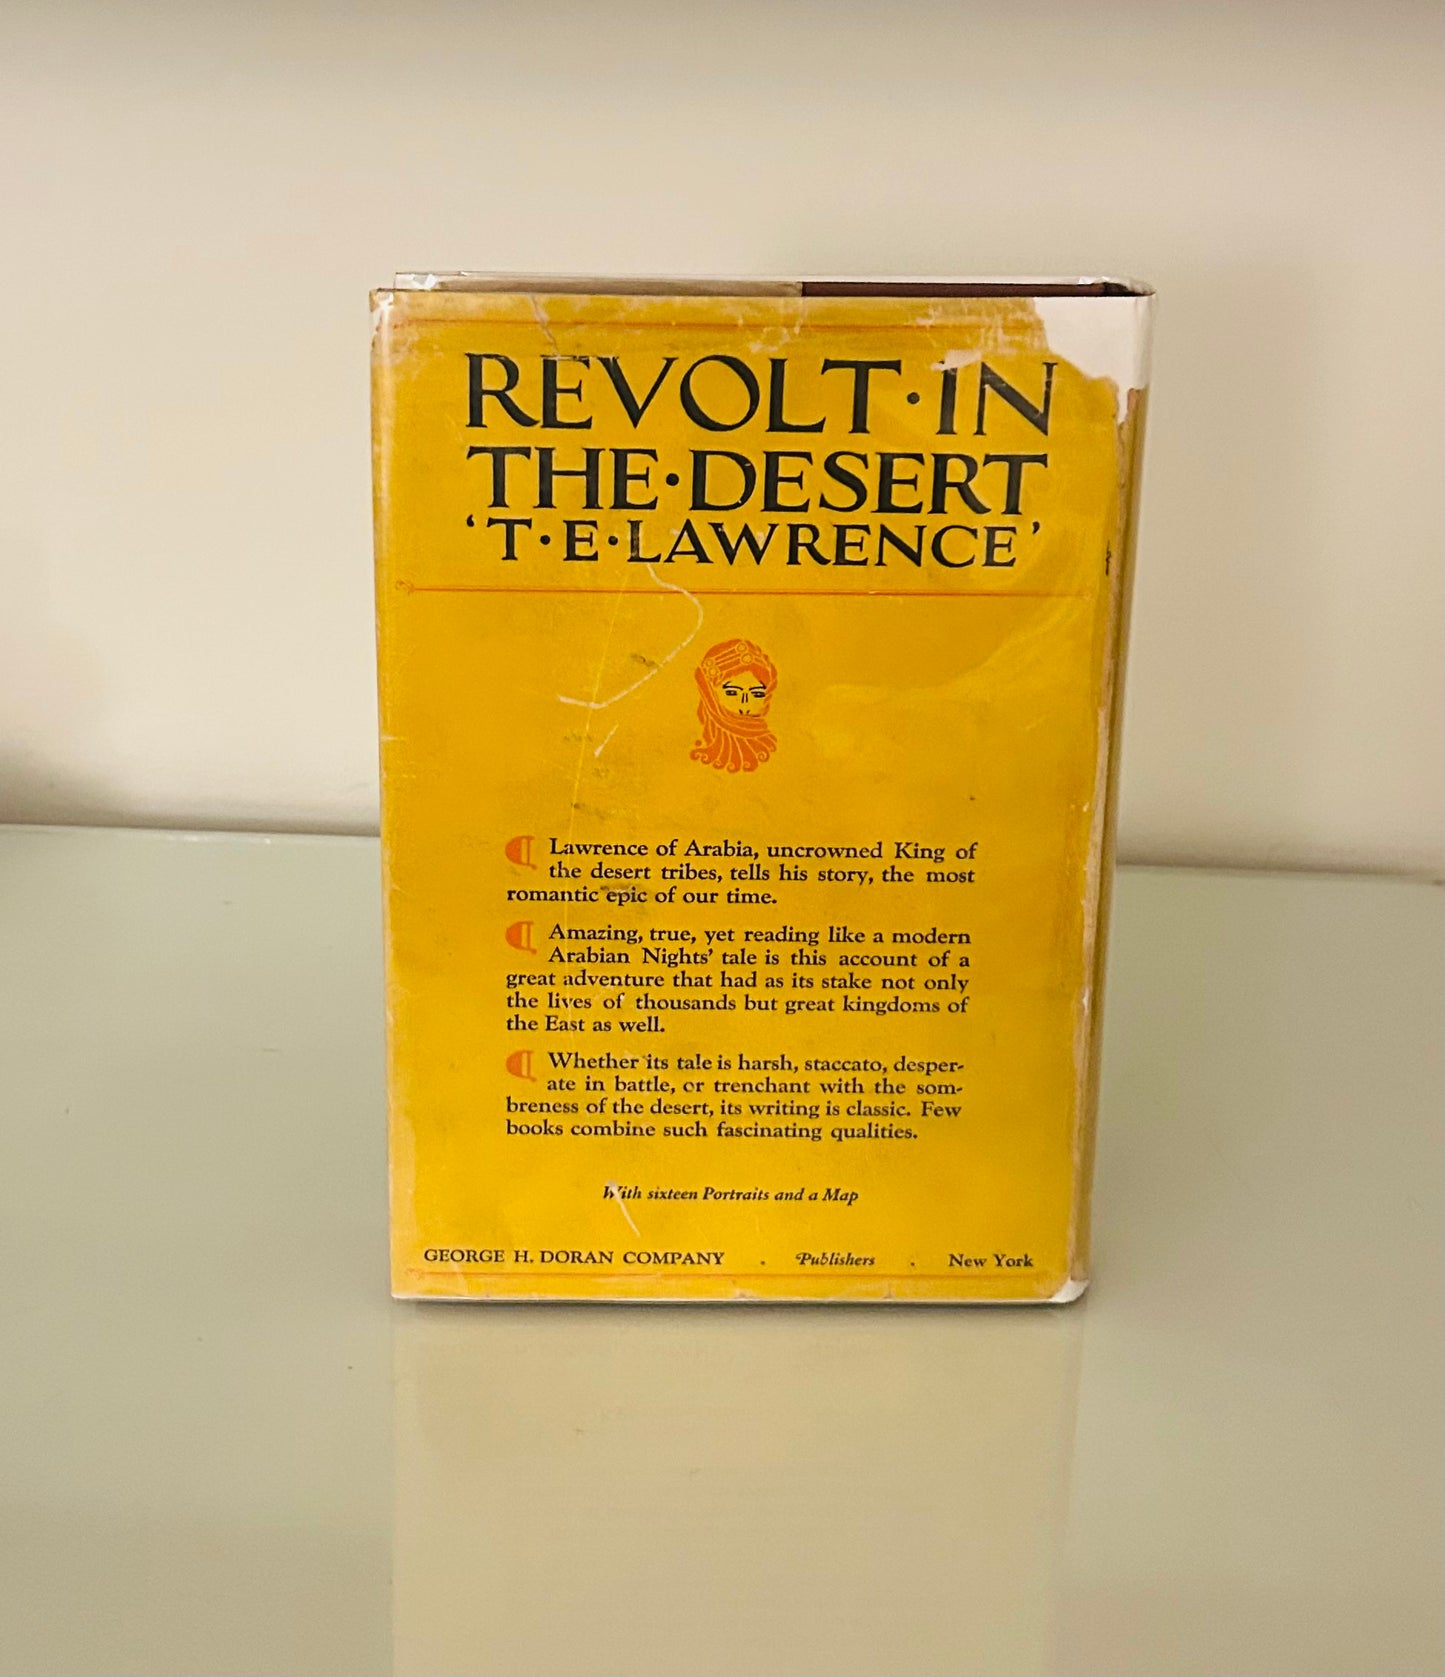 REVOLT·IN
THE·DESERT
‘T·E·LAWRENCE’
¶ Lawrence of Arabia, uncrowned King of
the desert tribes, tells his story, the most
romantic epic of our time.
¶ Amazing, true, yet reading like a modern
Arabian Nights’ tale is this account of a
great adventure that had as its stake not only
the lives of thousands but great kingdoms of
the East as well.
¶ Whether its tale is harsh, staccato, desper-
ate in battle, or trenchant with the som-
breness of the desert, its writing is classic. Few
books combine such fascinating qualities.
With sixteen Portraits and a Map
GEORGE H. DORAN COMPANY . Publishers . New York